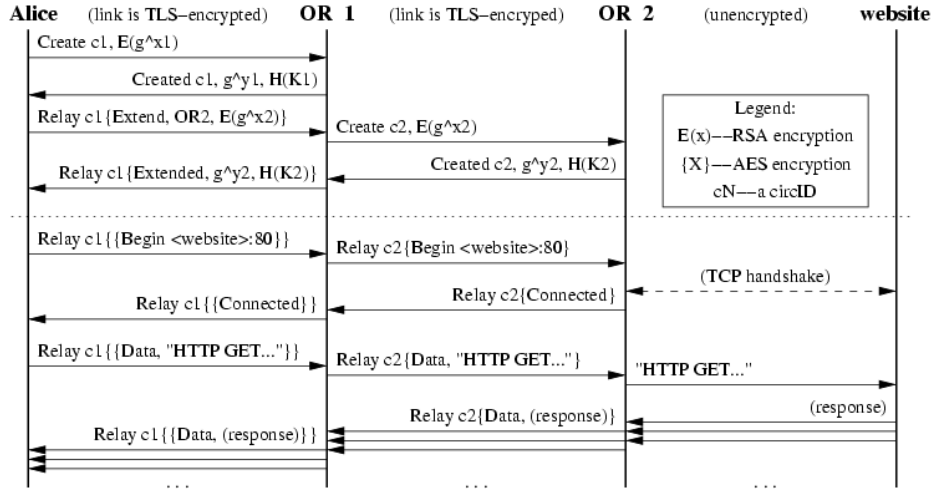 Alice (link is TLS−encrypted) OR 1 (link is TLS−encrypted) OR 2 (unencrypted) website
Create c1, E(g^x1)
Created c1, g^y1, H(K1)
Relay c1{Extend, OR2, E(g^x2)}
Create c2, E(g^x2)
Created c2, g^y2, H(K2)
Relay c1{Extended, g^y2, H(K2)}
Legend:
E(x)−−RSA encryption
{X}−−AES encryption
cN−−a circID
Relay c1{{Begin <website>:80}}
Relay c2{Begin <website>:80}
(TCP handshake)
Relay c2{Connected}
Relay c1{{Connected}}
Relay c1{{Data, "HTTP GET..."}}
Relay c2{Data, "HTTP GET..."}
"HTTP GET..."
(response)
Relay c2{Data, (response)}
Relay c1{{Data, (response)}}
. . . . . . . . .